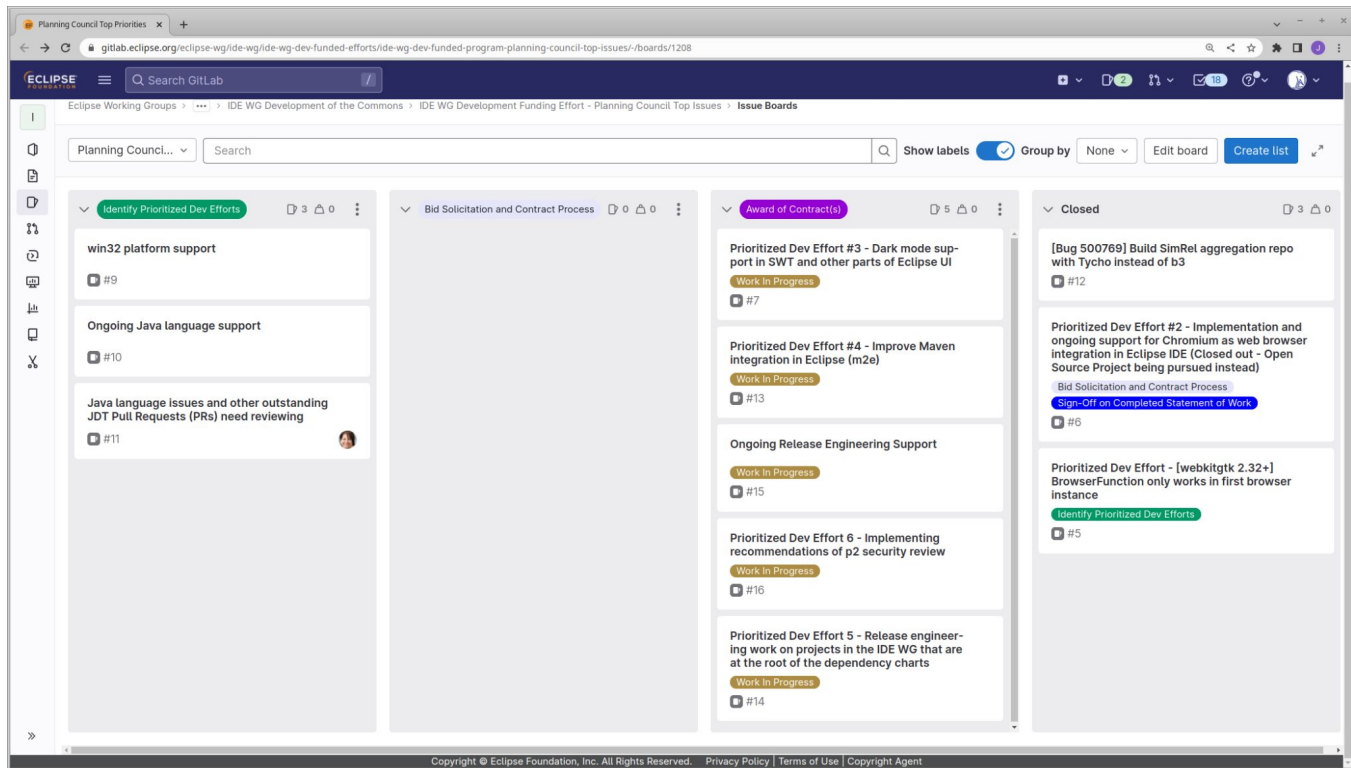 Planning Council Top Priorities
gitlab.eclipse.org/eclipse-wg/ide-wg/ide-wg-dev-funded-efforts/ide-wg-dev-funded-program-planning-council-top-issues/-/boards/1208
J
ECLIPSE
FOUNDATION
Search GitLab
/
2
18
I
Eclipse Working Groups > ... > IDE WG Development of the Commons > IDE WG Development Funding Effort - Planning Council Top Issues > Issue Boards
Planning Counci...
Search
Show labels
Group by
None
Edit board
Create list
Identify Prioritized Dev Efforts
3
0
win32 platform support
#9
Ongoing Java language support
#10
Java language issues and other outstanding
JDT Pull Requests (PRs) need reviewing
#11
Bid Solicitation and Contract Process
0
0
Award of Contract(s)
5
0
Prioritized Dev Effort #3 - Dark mode sup-
port in SWT and other parts of Eclipse UI
Work In Progress
#7
Prioritized Dev Effort #4 - Improve Maven
integration in Eclipse (m2e)
Work In Progress
#13
Ongoing Release Engineering Support
Work In Progress
#15
Prioritized Dev Effort 6 - Implementing
recommendations of p2 security review
Work In Progress
#16
Prioritized Dev Effort 5 - Release engineer-
ing work on projects in the IDE WG that are
at the root of the dependency charts
Work In Progress
#14
Closed
3
0
[Bug 500769] Build SimRel aggregation repo
with Tycho instead of b3
#12
Prioritized Dev Effort #2 - Implementation and
ongoing support for Chromium as web browser
integration in Eclipse IDE (Closed out - Open
Source Project being pursued instead)
Bid Solicitation and Contract Process
Sign-Off on Completed Statement of Work
#6
Prioritized Dev Effort - [webkitgtk 2.32+]
BrowserFunction only works in first browser
instance
Identify Prioritized Dev Efforts
#5
Copyright © Eclipse Foundation, Inc. All Rights Reserved. Privacy Policy | Terms of Use | Copyright Agent